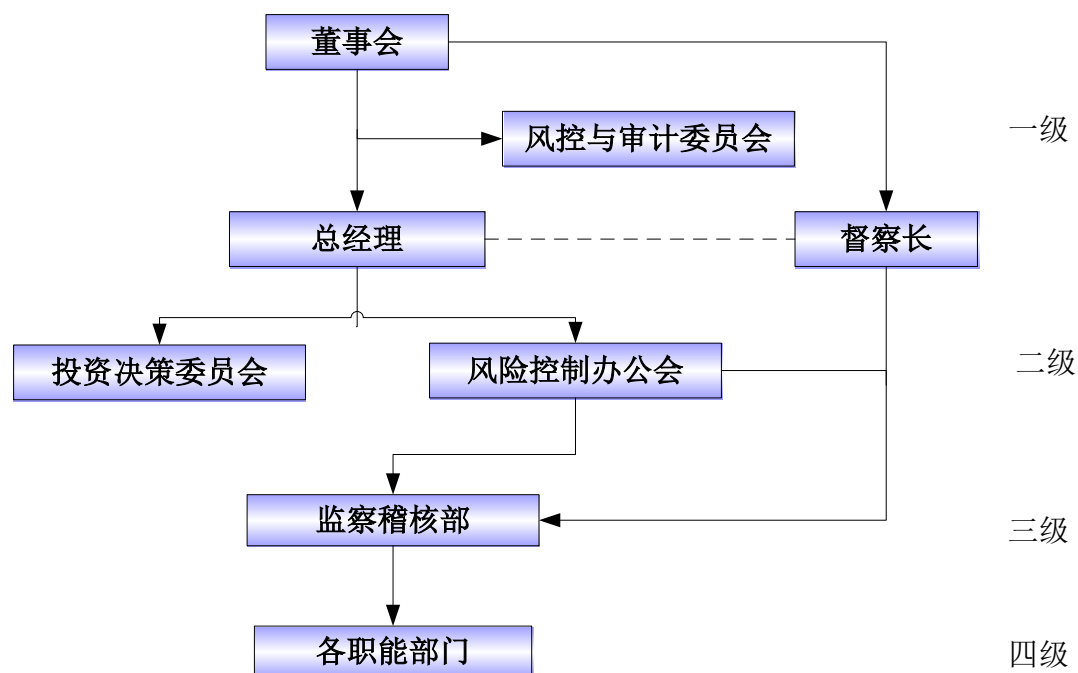 董事会
风控与审计委员会
一级
总经理
督察长
投资决策委员会
风险控制办公会
二级
监察稽核部
三级
各职能部门
四级